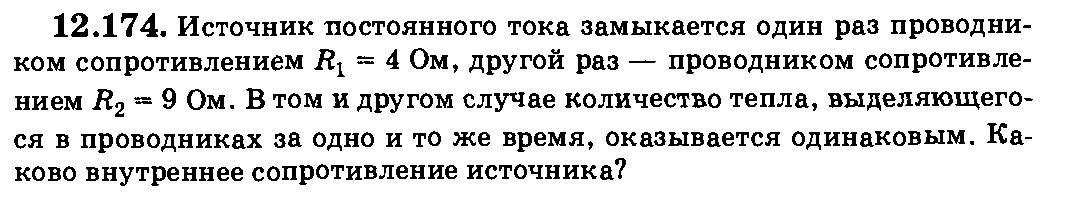 12.174. Источник постоянного тока замыкается один раз проводни-
ком сопротивлением R₁ = 4 Ом, другой раз — проводником сопротивле-
нием R₂ = 9 Ом. В том и другом случае количество тепла, выделяющего-
ся в проводниках за одно и то же время, оказывается одинаковым. Ка-
ково внутреннее сопротивление источника?